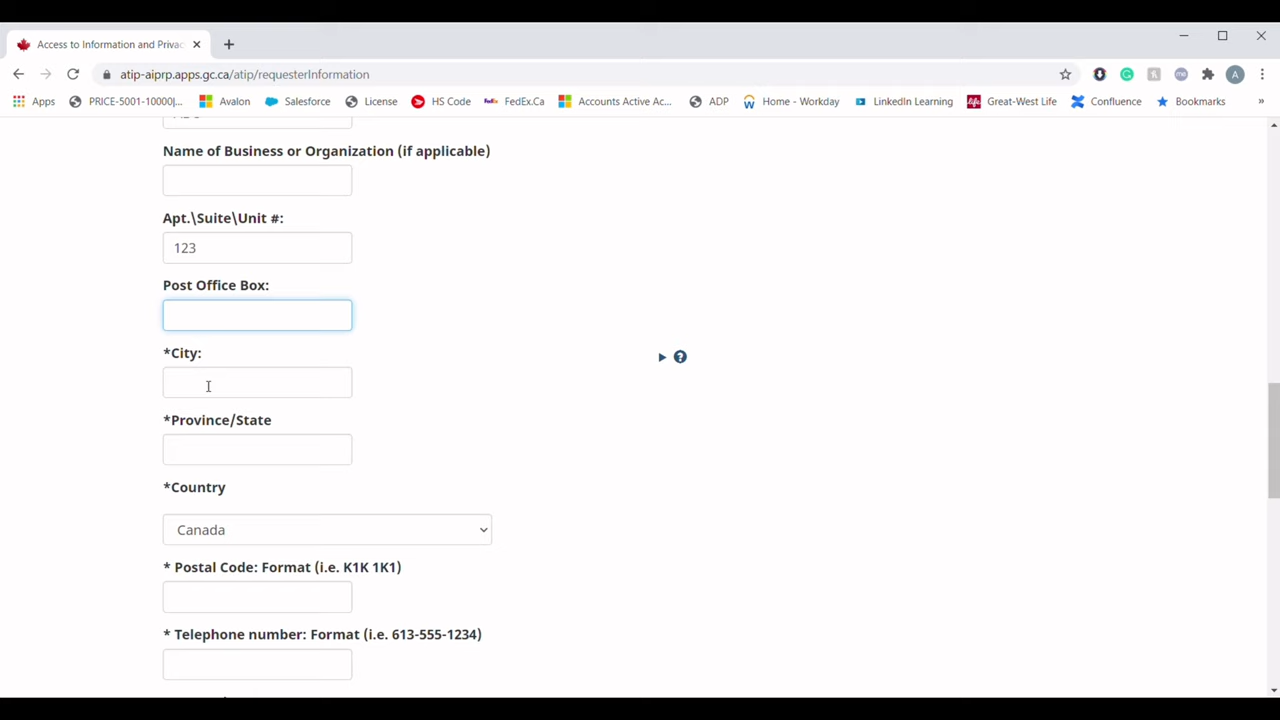 Access to Information and Privac
atip-aiprp.apps.gc.ca/atip/requesterInformation
A
Apps PRICE-5001-10000|... Avalon Salesforce License HS Code FedEx.Ca Accounts Active Ac... ADP Home - Workday LinkedIn Learning Great-West Life Confluence Bookmarks »
Name of Business or Organization (if applicable)
Apt.\Suite\Unit #:
123
Post Office Box:
*City:
*Province/State
*Country
Canada
* Postal Code: Format (i.e. K1K 1K1)
* Telephone number: Format (i.e. 613-555-1234)